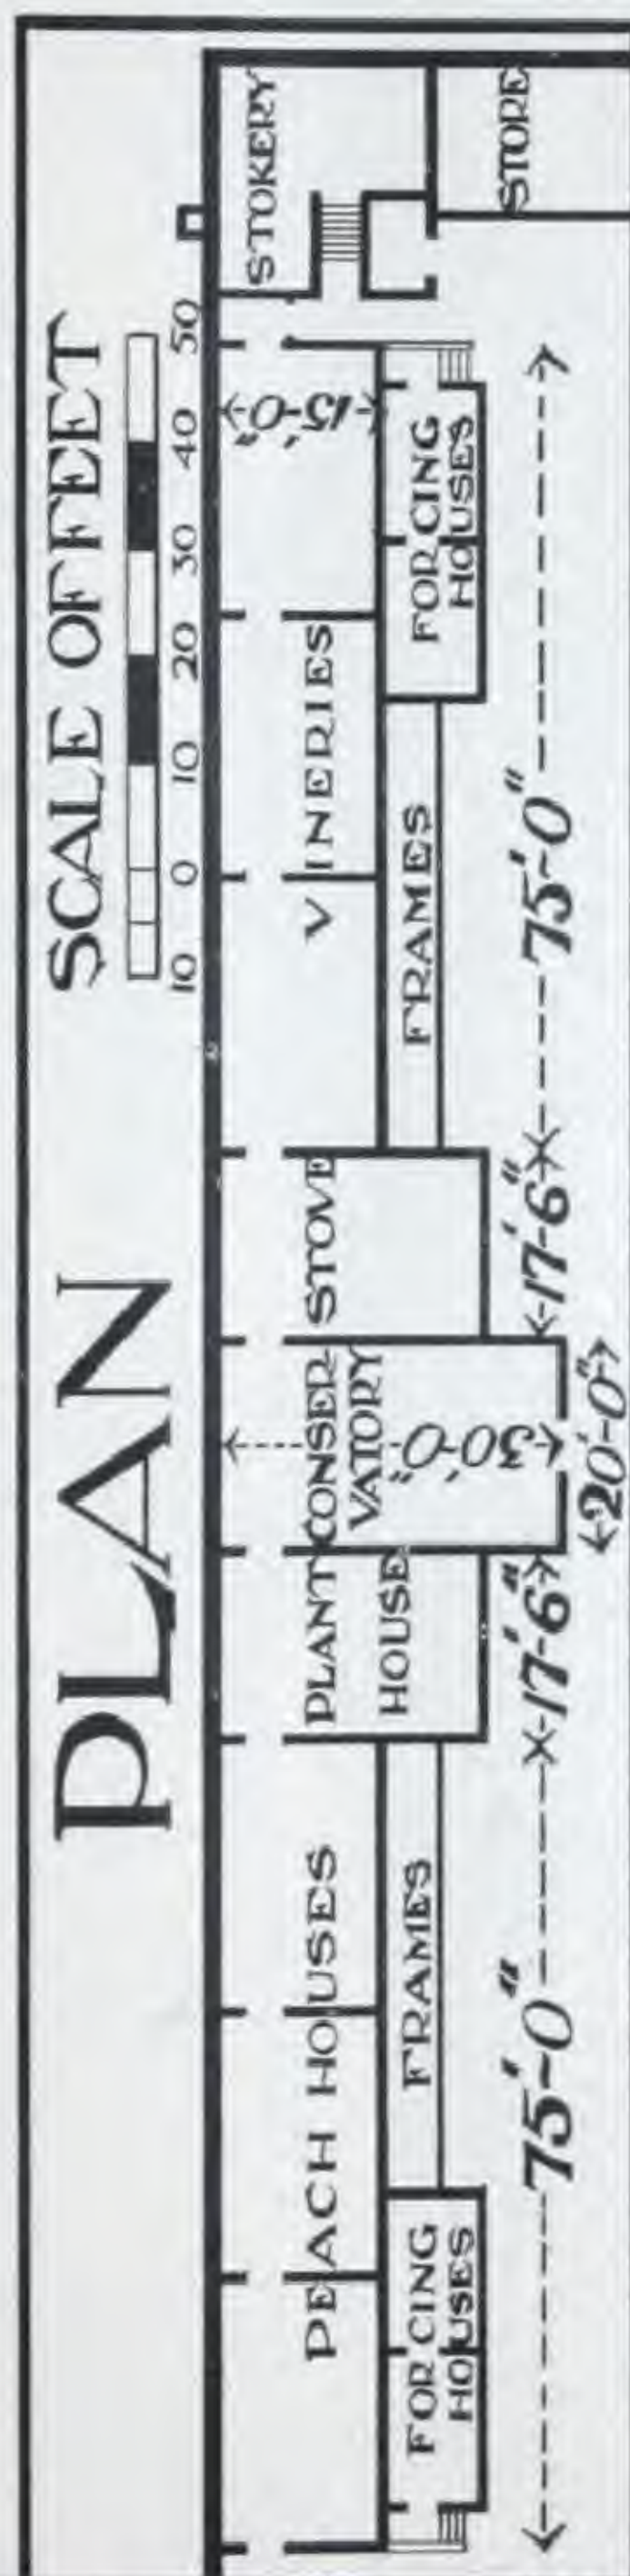 PLAN
SCALE OF FEET
10 0 10 20 30 40 50
PEACH HOUSES
PLANT
HOUSE
CONSER
VATORY
STOVE
VINERIES
STOKERY
STORE
FORCING
HOUSES
FRAMES
FRAMES
FORCING
HOUSES
15'-0"
30'-0"
75'-0"
17'-6"
20'-0"
17'-6"
75'-0"